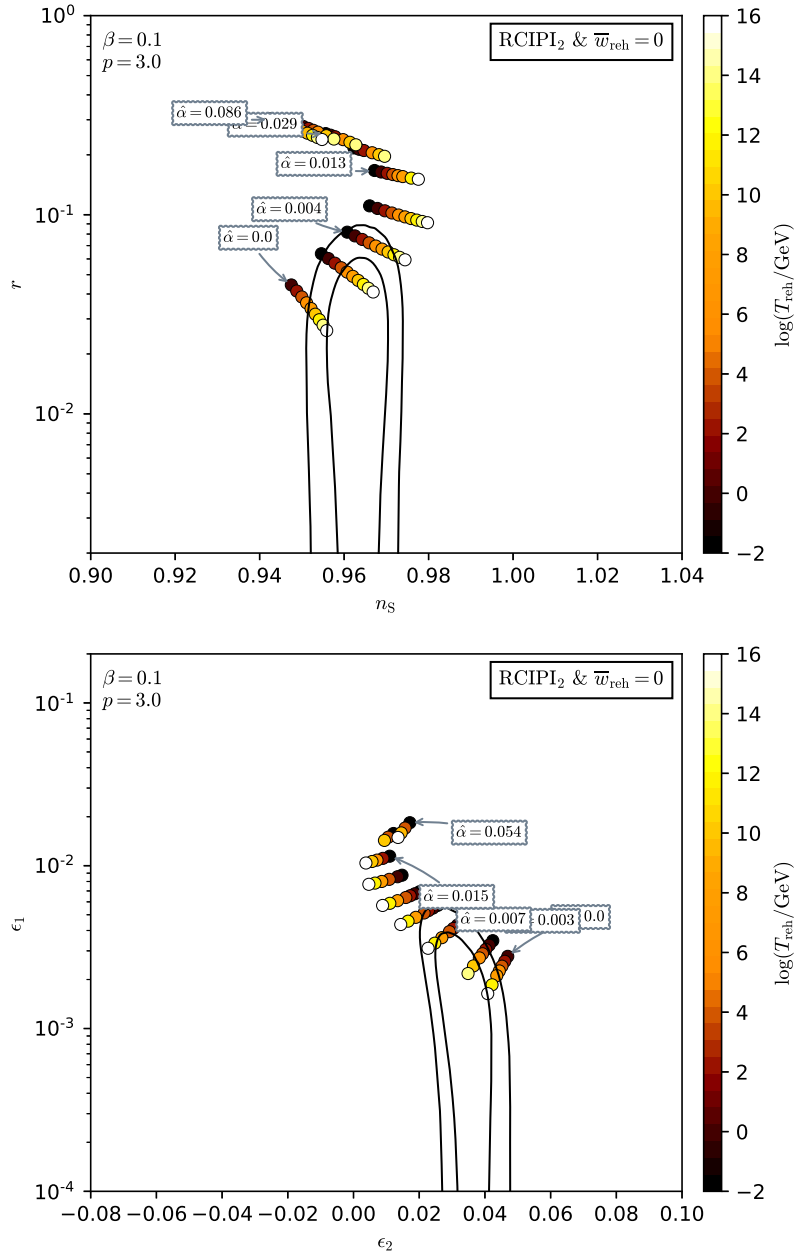 10⁰
β = 0.1
p = 3.0
RCIPI₂ & w̅_reh = 0
α̂ = 0.086
α̂ = 0.029
α̂ = 0.013
10⁻¹
α̂ = 0.004
α̂ = 0.0
r
10⁻²
0.90 0.92 0.94 0.96 0.98 1.00 1.02 1.04
n_S
16
14
12
10
8
6
4
2
0
−2
log(T_reh/GeV)
β = 0.1
p = 3.0
RCIPI₂ & w̅_reh = 0
10⁻¹
α̂ = 0.054
10⁻²
α̂ = 0.015
α̂ = 0.007
0.003
0.0
ϵ₁
10⁻³
10⁻⁴
−0.08 −0.06 −0.04 −0.02 0.00 0.02 0.04 0.06 0.08 0.10
ϵ₂
16
14
12
10
8
6
4
2
0
−2
log(T_reh/GeV)